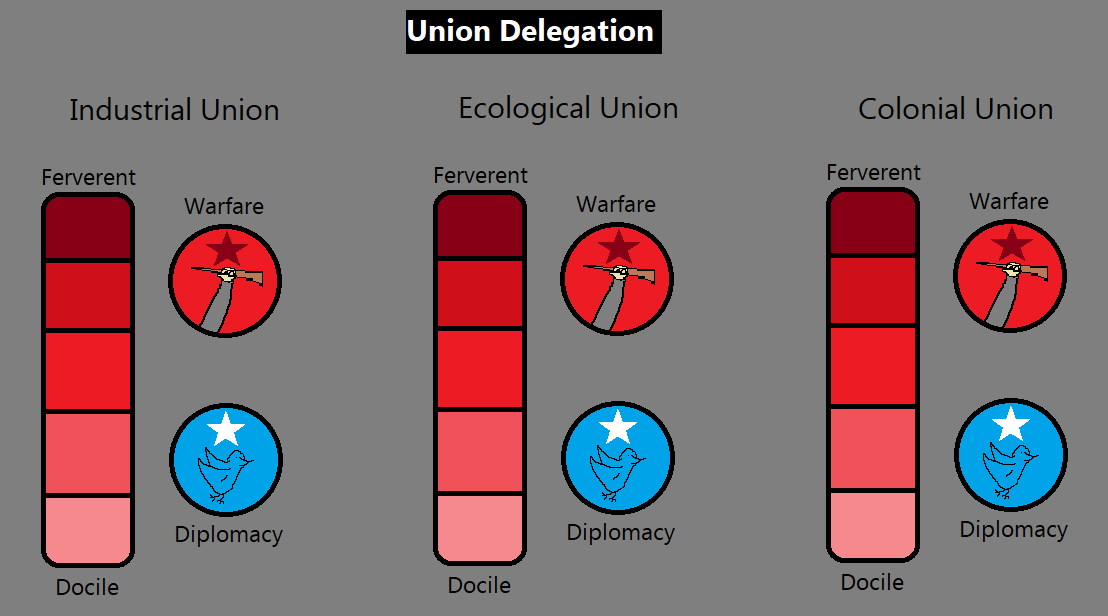 Union Delegation
Industrial Union
Ferverent
Warfare
Diplomacy
Docile
Ecological Union
Ferverent
Warfare
Diplomacy
Docile
Colonial Union
Ferverent
Warfare
Diplomacy
Docile